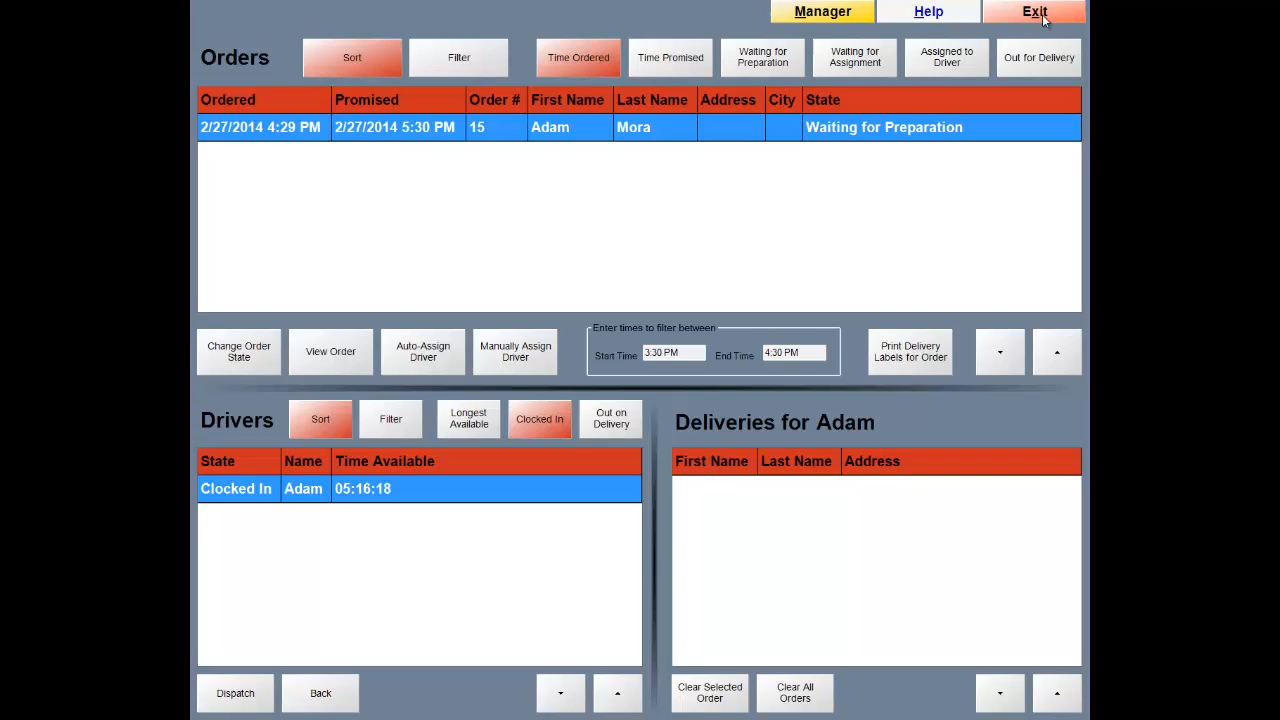 Manager Help Exit
Orders Sort Filter Time Ordered Time Promised Waiting for Preparation Waiting for Assignment Assigned to Driver Out for Delivery
Ordered Promised Order # First Name Last Name Address City State
2/27/2014 4:29 PM 2/27/2014 5:30 PM 15 Adam Mora Waiting for Preparation
Change Order State View Order Auto-Assign Driver Manually Assign Driver
Enter times to filter between
Start Time 3:30 PM End Time 4:30 PM
Print Delivery Labels for Order
Drivers Sort Filter Longest Available Clocked In Out on Delivery
State Name Time Available
Clocked In Adam 05:16:18
Dispatch Back
Deliveries for Adam
First Name Last Name Address
Clear Selected Order Clear All Orders